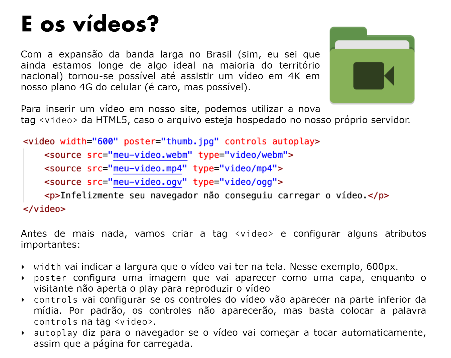 E os vídeos?
Com a expansão da banda larga no Brasil (sim, eu sei que
ainda estamos longe de algo ideal na maioria do território
nacional) tornou-se possível até assistir um vídeo em 4K em
nosso plano 4G do celular (é caro, mas possível).
Para inserir um vídeo em nosso site, podemos utilizar a nova
tag <video> da HTML5, caso o arquivo esteja hospedado no nosso próprio servidor.
<video width="600" poster="thumb.jpg" controls autoplay>
<source src="meu-video.webm" type="video/webm">
<source src="meu-video.mp4" type="video/mp4">
<source src="meu-video.ogv" type="video/ogg">
<p>Infelizmente seu navegador não conseguiu carregar o vídeo.</p>
</video>
Antes de mais nada, vamos criar a tag <video> e configurar alguns atributos
importantes:
‣ width vai indicar a largura que o vídeo vai ter na tela. Nesse exemplo, 600px.
‣ poster configura uma imagem que vai aparecer como uma capa, enquanto o
visitante não aperta o play para reproduzir o vídeo
‣ controls vai configurar se os controles do vídeo vão aparecer na parte inferior da
mídia. Por padrão, os controles não aparecerão, mas basta colocar a palavra
controls na tag <video>.
‣ autoplay diz para o navegador se o vídeo vai começar a tocar automaticamente,
assim que a página for carregada.